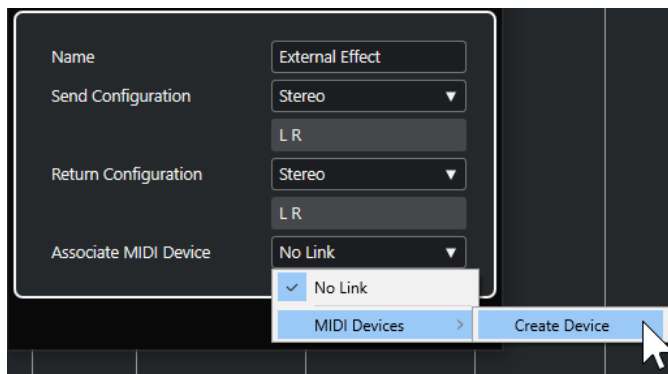 Name External Effect
Send Configuration Stereo
L R
Return Configuration Stereo
L R
Associate MIDI Device No Link
No Link
MIDI Devices Create Device